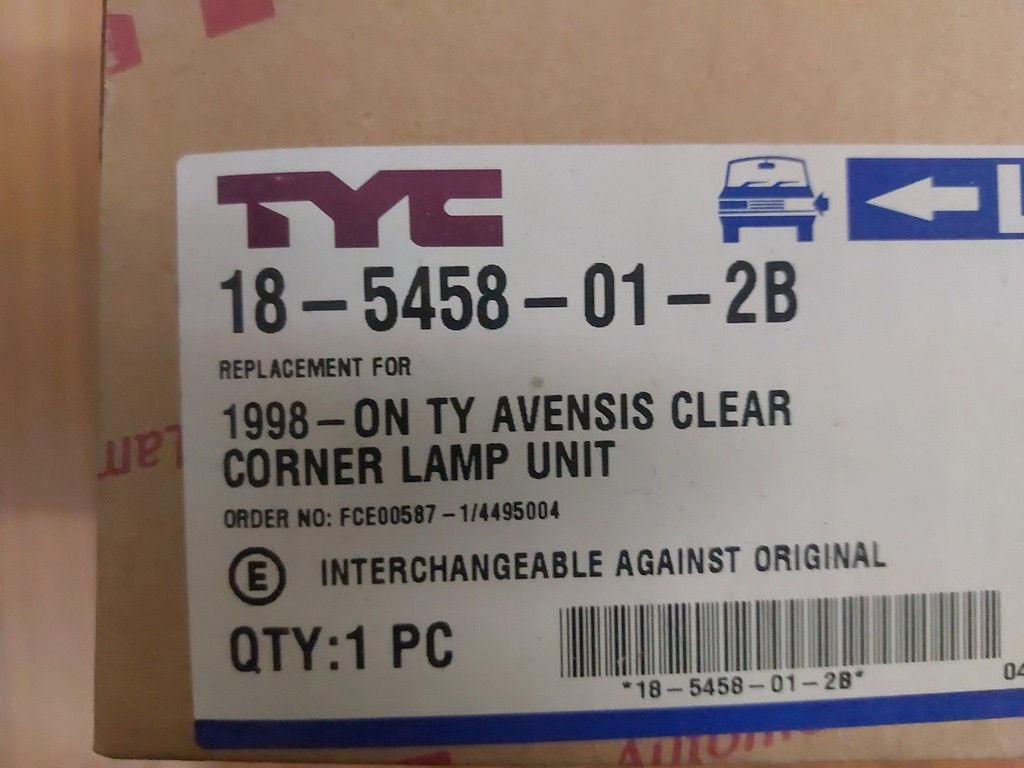 TYC
L
18-5458-01-2B
REPLACEMENT FOR
1998-ON TY AVENSIS CLEAR
CORNER LAMP UNIT
ORDER NO: FCE00587-1/4495004
E INTERCHANGEABLE AGAINST ORIGINAL
QTY:1 PC
*18-5458-01-2B*
04